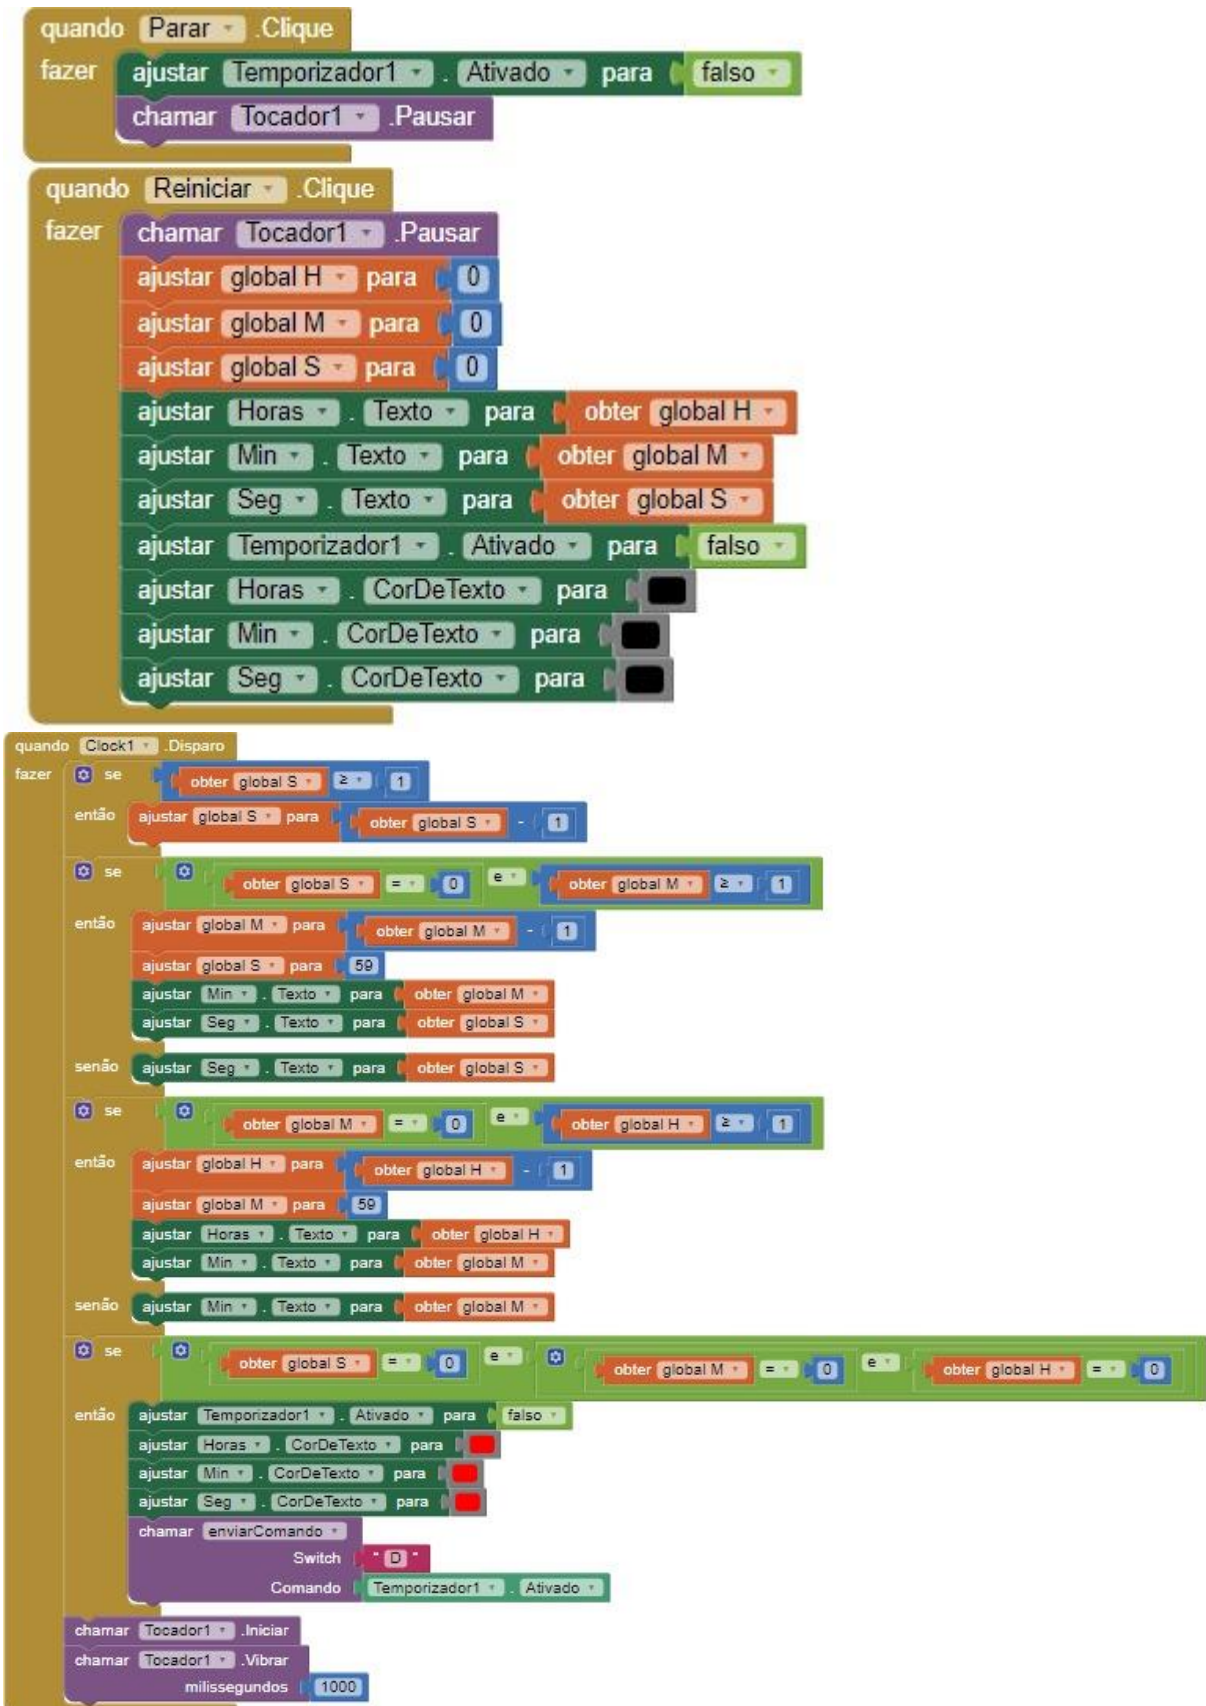 quando Parar .Clique
fazer ajustar Temporizador1 . Ativado para falso
chamar Tocador1 .Pausar
quando Reiniciar .Clique
fazer chamar Tocador1 .Pausar
ajustar global H para 0
ajustar global M para 0
ajustar global S para 0
ajustar Horas . Texto para obter global H
ajustar Min . Texto para obter global M
ajustar Seg . Texto para obter global S
ajustar Temporizador1 . Ativado para falso
ajustar Horas . CorDeTexto para
ajustar Min . CorDeTexto para
ajustar Seg . CorDeTexto para
quando Clock1 .Disparo
fazer se obter global S ≥ 1
então ajustar global S para obter global S - 1
se obter global S = 0 e obter global M ≥ 1
então ajustar global M para obter global M - 1
ajustar global S para 59
ajustar Min . Texto para obter global M
ajustar Seg . Texto para obter global S
senão ajustar Seg . Texto para obter global S
se obter global M = 0 e obter global H ≥ 1
então ajustar global H para obter global H - 1
ajustar global M para 59
ajustar Horas . Texto para obter global H
ajustar Min . Texto para obter global M
senão ajustar Min . Texto para obter global M
se obter global S = 0 e obter global M = 0 e obter global H = 0
então ajustar Temporizador1 . Ativado para falso
ajustar Horas . CorDeTexto para
ajustar Min . CorDeTexto para
ajustar Seg . CorDeTexto para
chamar enviarComando
Switch " D "
Comando Temporizador1 . Ativado
chamar Tocador1 .Iniciar
chamar Tocador1 .Vibrar
milissegundos 1000